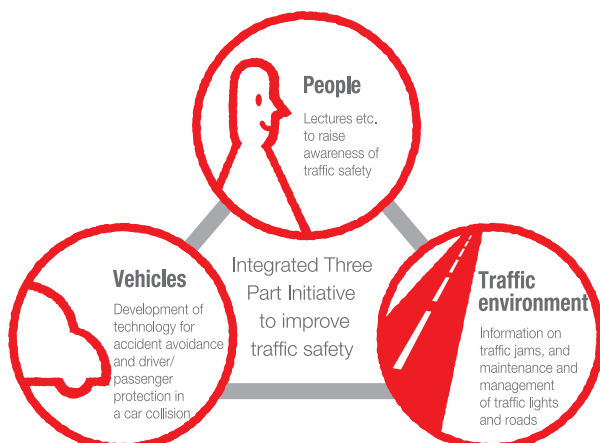 People
Lectures etc.
to raise
awareness of
traffic safety
Integrated Three
Part Initiative
to improve
traffic safety
Vehicles
Development of
technology for
accident avoidance
and driver/
passenger
protection in
a car collision
Traffic
environment
Information on
traffic jams, and
maintenance and
management
of traffic lights
and roads